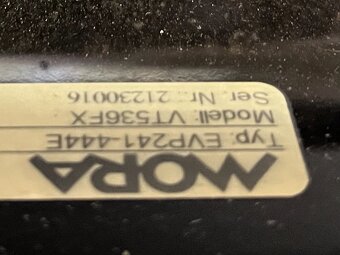 MORA
Typ: EVP241-444E
Modell: VT536FX
Ser. Nr.: 21230016